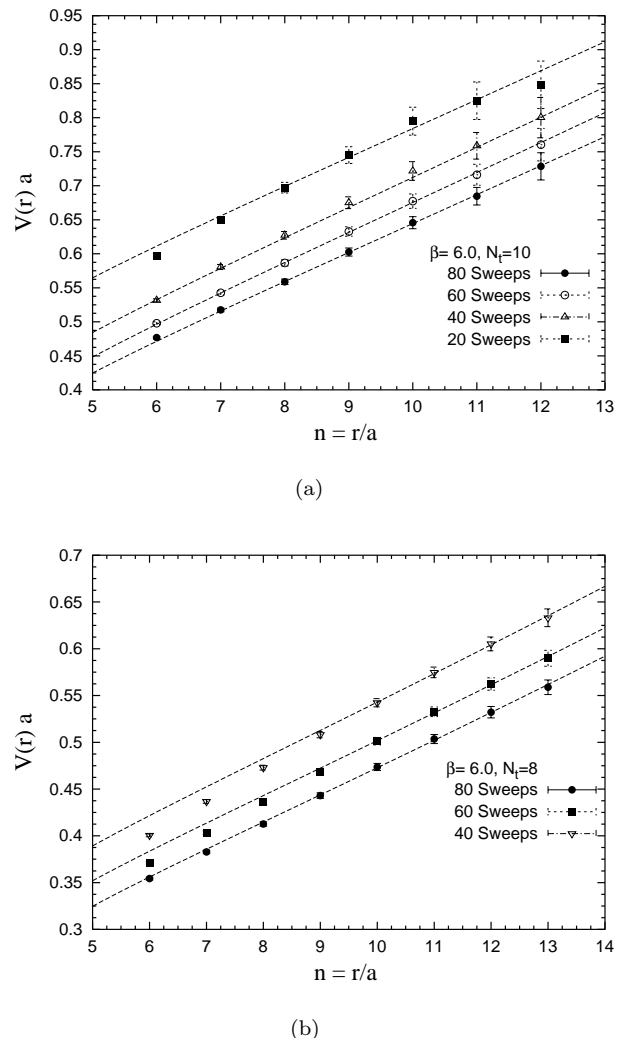 0.95
0.9
0.85
0.8
0.75
0.7
0.65
0.6
0.55
0.5
0.45
0.4
V(r) a
β= 6.0, N_t=10
80 Sweeps
60 Sweeps
40 Sweeps
20 Sweeps
5 6 7 8 9 10 11 12 13
n = r/a
(a)
0.7
0.65
0.6
0.55
0.5
0.45
0.4
0.35
0.3
V(r) a
β= 6.0, N_t=8
80 Sweeps
60 Sweeps
40 Sweeps
5 6 7 8 9 10 11 12 13 14
n = r/a
(b)